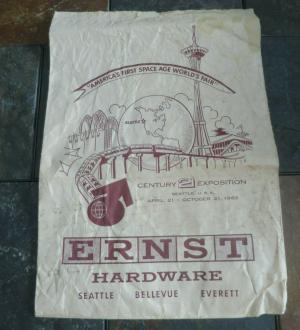 "AMERICA'S FIRST SPACE AGE WORLD'S FAIR"
SEATTLE
CENTURY 21 EXPOSITION
SEATTLE U.S.A.
APRIL 21 - OCTOBER 21, 1962
ERNST
HARDWARE
SEATTLE BELLEVUE EVERETT